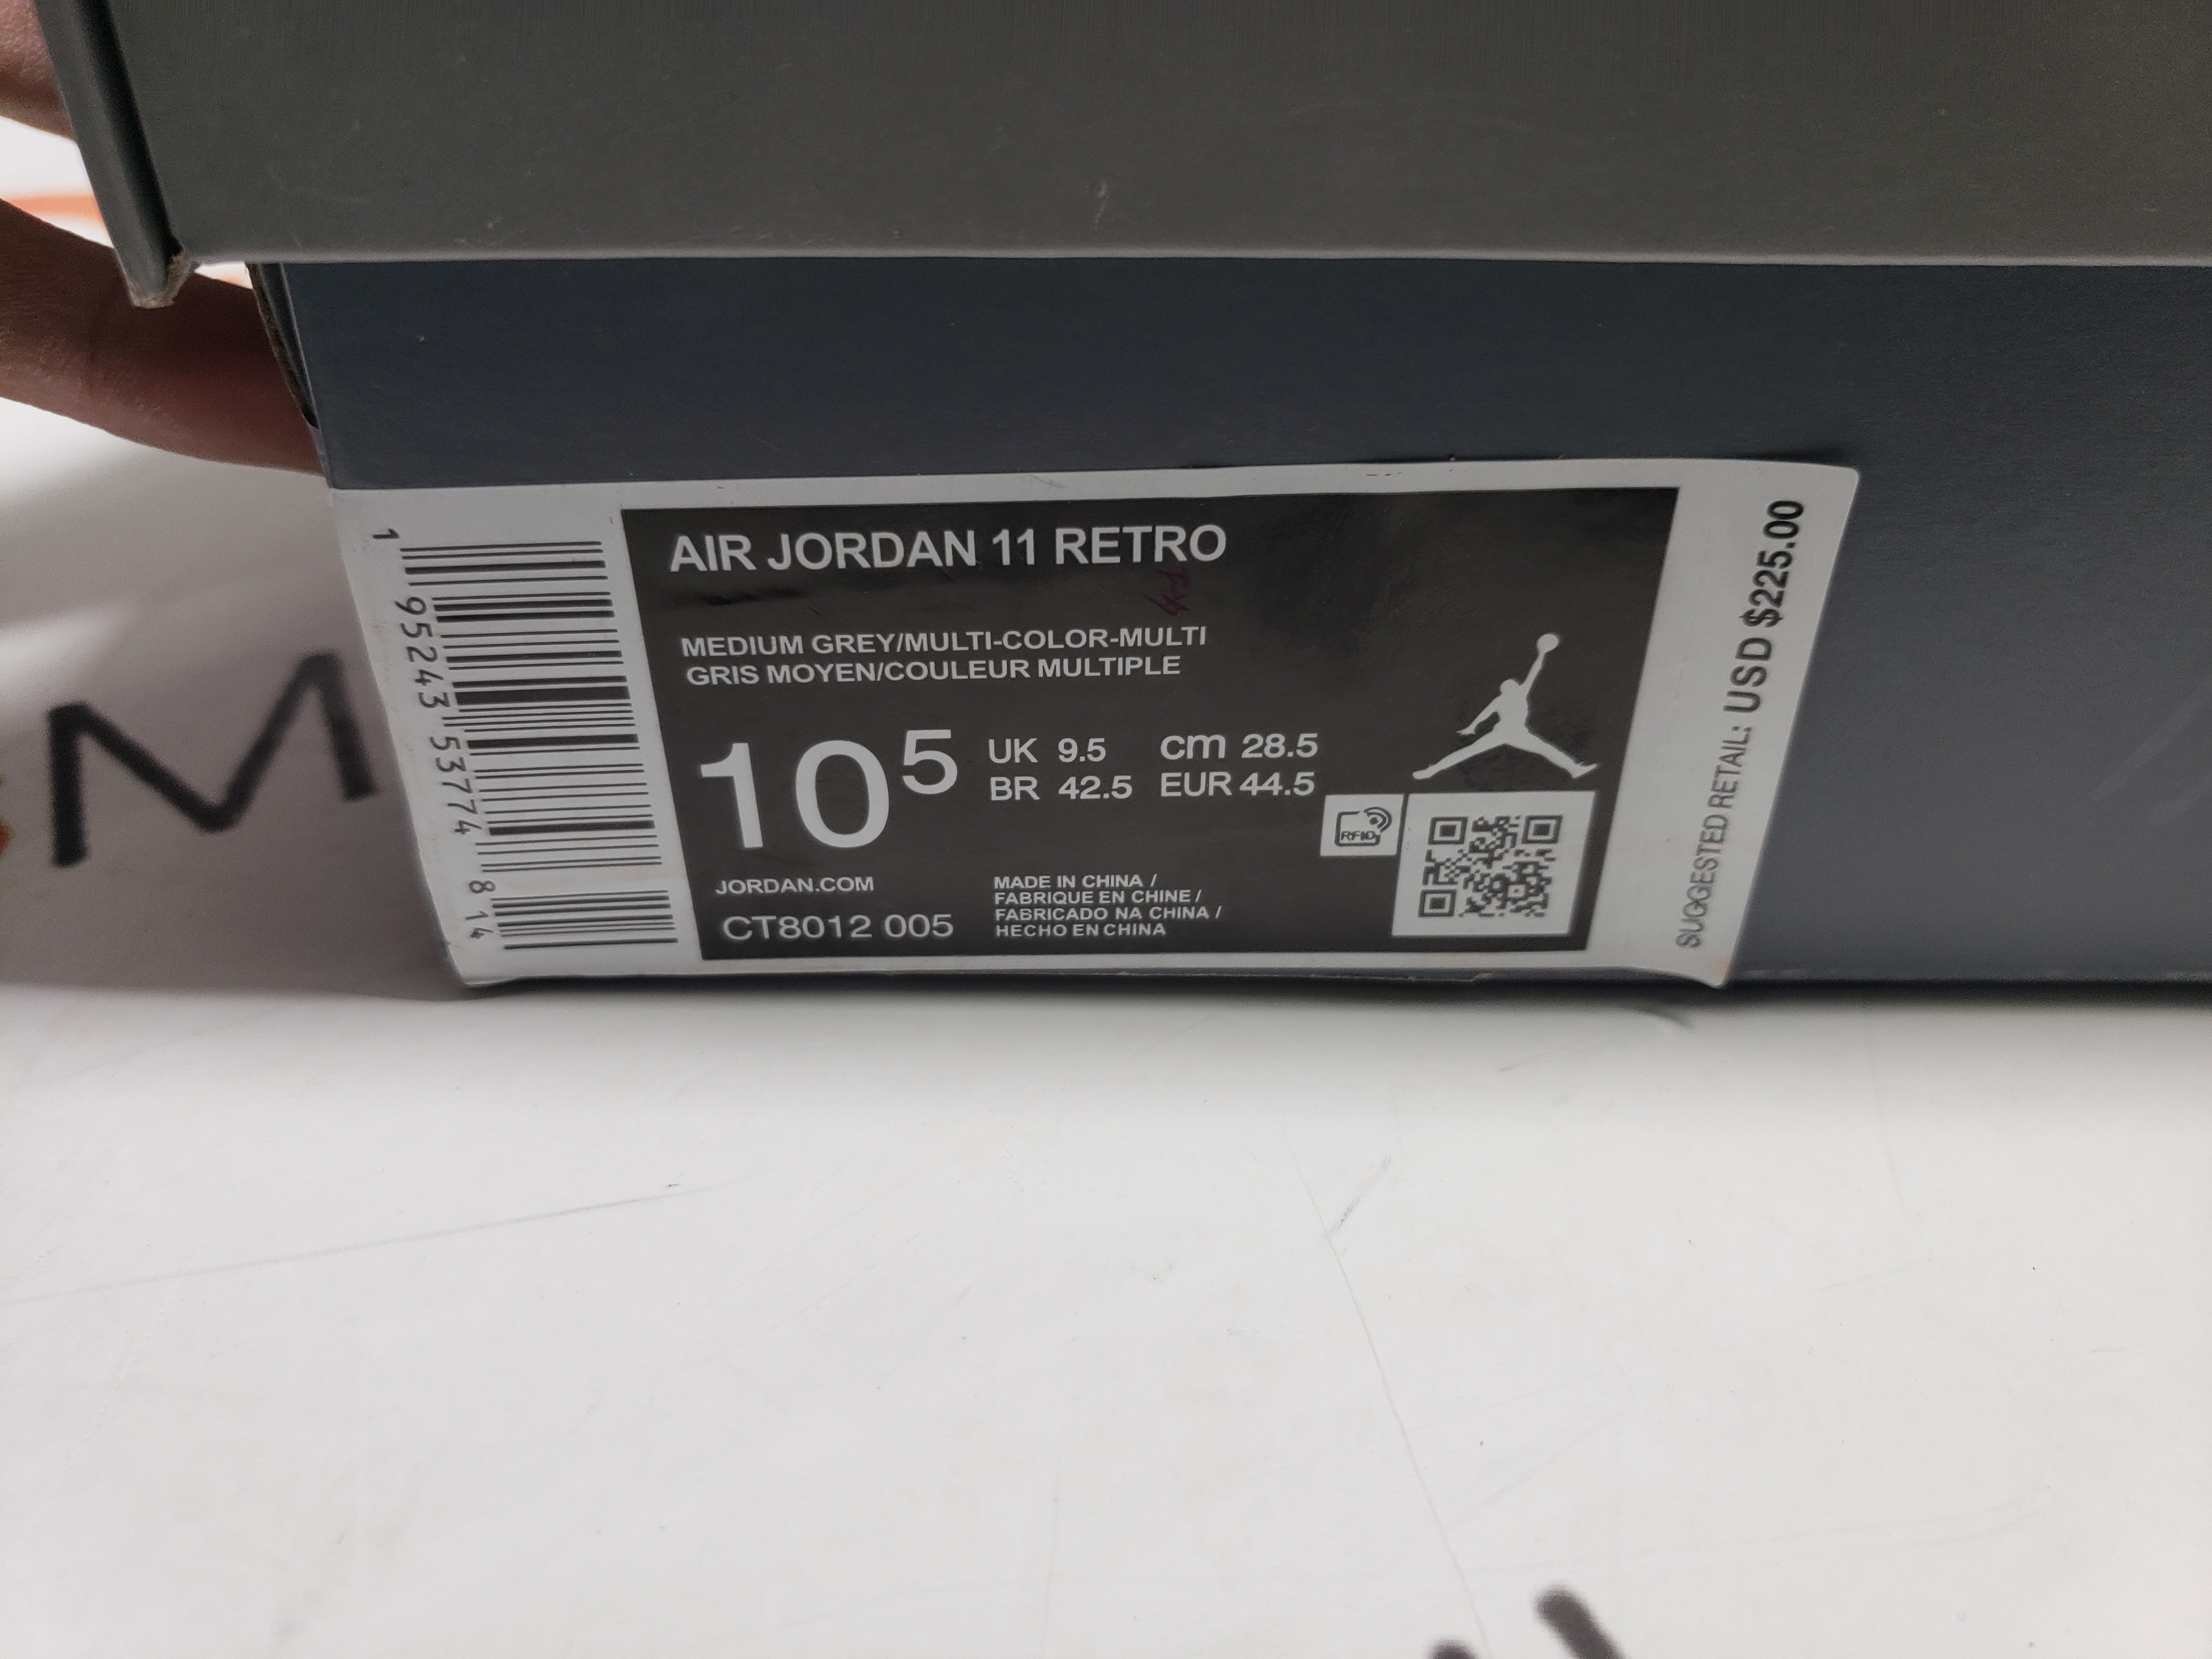 AIR JORDAN 11 RETRO
MEDIUM GREY/MULTI-COLOR-MULTI
GRIS MOYEN/COULEUR MULTIPLE
10 5
UK 9.5 cm 28.5
BR 42.5 EUR 44.5
RFID
JORDAN.COM
CT8012 005
MADE IN CHINA /
FABRIQUE EN CHINE /
FABRICADO NA CHINA /
HECHO EN CHINA
SUGGESTED RETAIL: USD $225.00
1 95243 53774 8 14
M